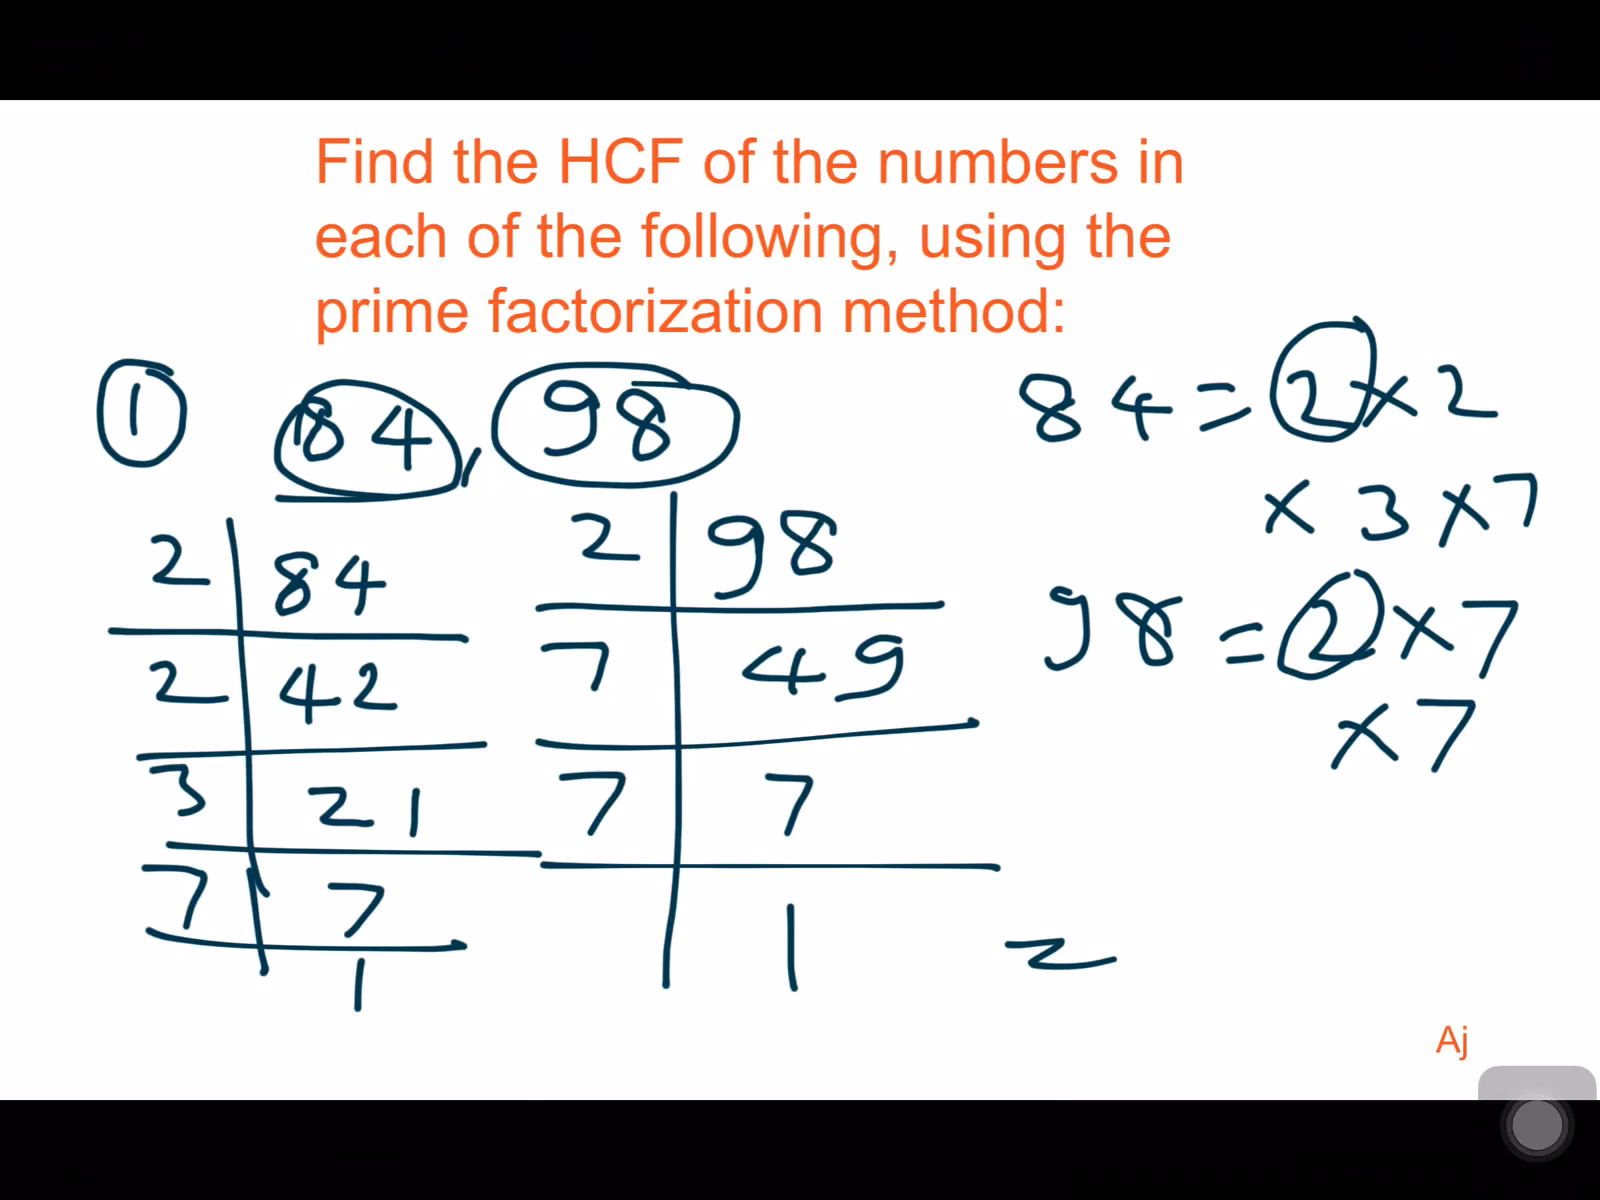 Find the HCF of the numbers in
each of the following, using the
prime factorization method:
1 84, 98
2 84
2 42
3 21
7 7
1
2 98
7 49
7 7
1
84 = 2 × 2
× 3 × 7
98 = 2 × 7
× 7
2
Aj